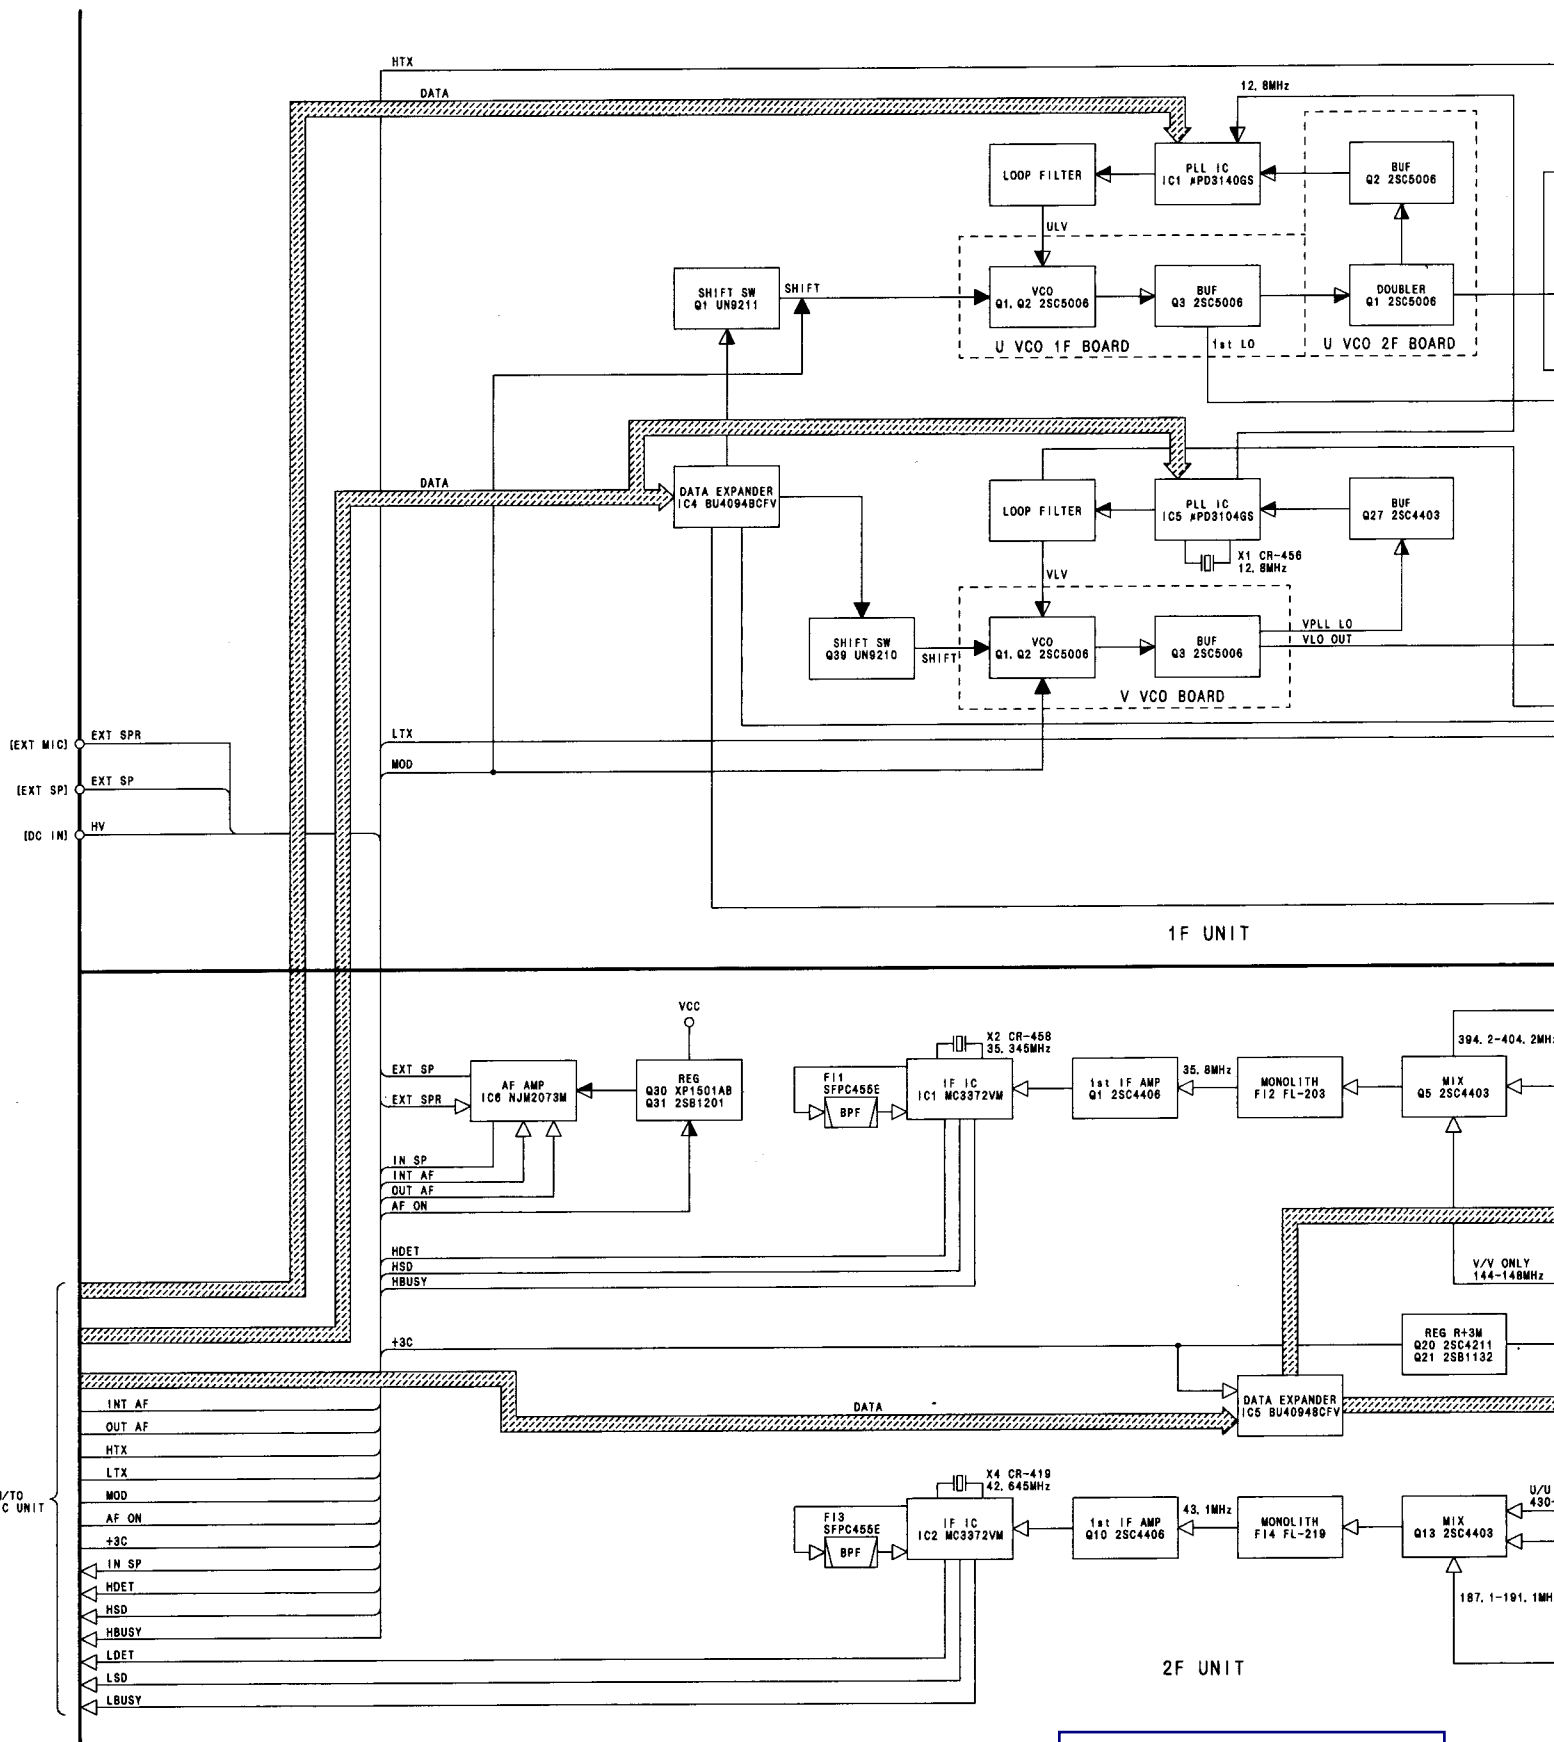 HTX
DATA
12.8MHz
LOOP FILTER
PLL IC
IC1 µPD3140GS
BUF
Q2 2SC5006
ULV
SHIFT SW
Q1 UN9211
SHIFT
VCO
Q1, Q2 2SC5006
BUF
Q3 2SC5006
DOUBLER
Q1 2SC5006
U VCO 1F BOARD
1st LO
U VCO 2F BOARD
DATA
DATA EXPANDER
IC4 BU4094BCFV
LOOP FILTER
PLL IC
IC5 µPD3104GS
BUF
Q27 2SC4403
X1 CR-456
12.8MHz
VLV
SHIFT SW
Q39 UN9210
SHIFT
VCO
Q1, Q2 2SC5006
BUF
Q3 2SC5006
VPLL LO
VLO OUT
V VCO BOARD
[EXT MIC]
EXT SPR
LTX
MOD
[EXT SP]
EXT SP
[DC IN]
HV
1F UNIT
VCC
EXT SP
AF AMP
IC6 NJM2073M
REG
Q30 XP1501AB
Q31 2SB1201
EXT SPR
X2 CR-458
35.345MHz
FI1
SFPC455E
BPF
IF IC
IC1 MC3372VM
1st IF AMP
Q1 2SC4406
35.8MHz
MONOLITH
FI2 FL-203
MIX
Q5 2SC4403
394.2-404.2MHz
IN SP
INT AF
OUT AF
AF ON
HDET
HSD
HBUSY
V/V ONLY
144-148MHz
+3C
REG R+3M
Q20 2SC4211
Q21 2SB1132
DATA
DATA EXPANDER
IC5 BU4094BCFV
INT AF
OUT AF
HTX
LTX
MOD
AF ON
+3C
IN SP
HDET
HSD
HBUSY
LDET
LSD
LBUSY
/TO
C UNIT
X4 CR-419
42.645MHz
FI3
SFPC455E
BPF
IF IC
IC2 MC3372VM
1st IF AMP
Q10 2SC4406
43.1MHz
MONOLITH
FI4 FL-219
MIX
Q13 2SC4403
U/U
430-
187.1-191.1MH
2F UNIT